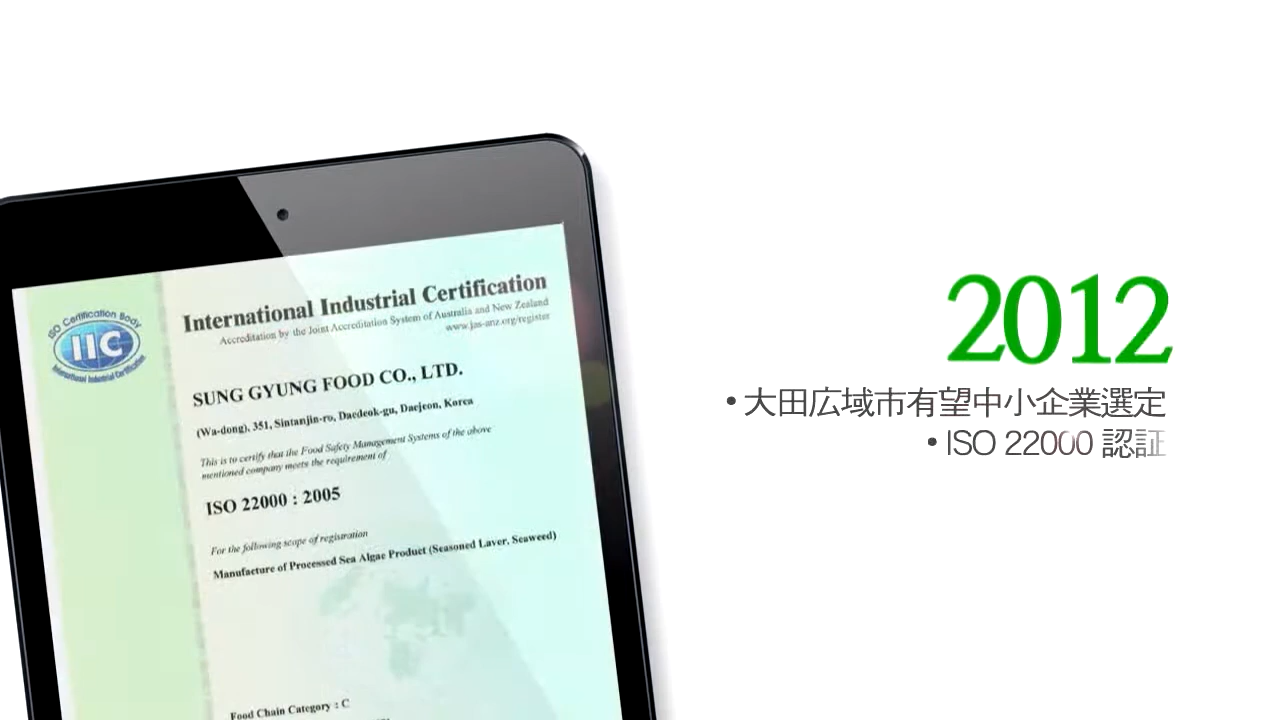 ISO Certification Body
IIC
International Industrial Certification
International Industrial Certification
Accreditation by the Joint Accreditation System of Australia and New Zealand
www.jas-anz.org/register
SUNG GYUNG FOOD CO., LTD.
(Wa-dong), 351, Sintanjin-ro, Daedeok-gu, Daejeon, Korea
This is to certify that the Food Safety Management Systems of the above
mentioned company meets the requirement of
ISO 22000 : 2005
For the following scope of registration
Manufacture of Processed Sea Algae Product (Seasoned Laver, Seaweed)
Food Chain Category : C
2012
• 大田広域市有望中小企業選定
• ISO 22000 認証